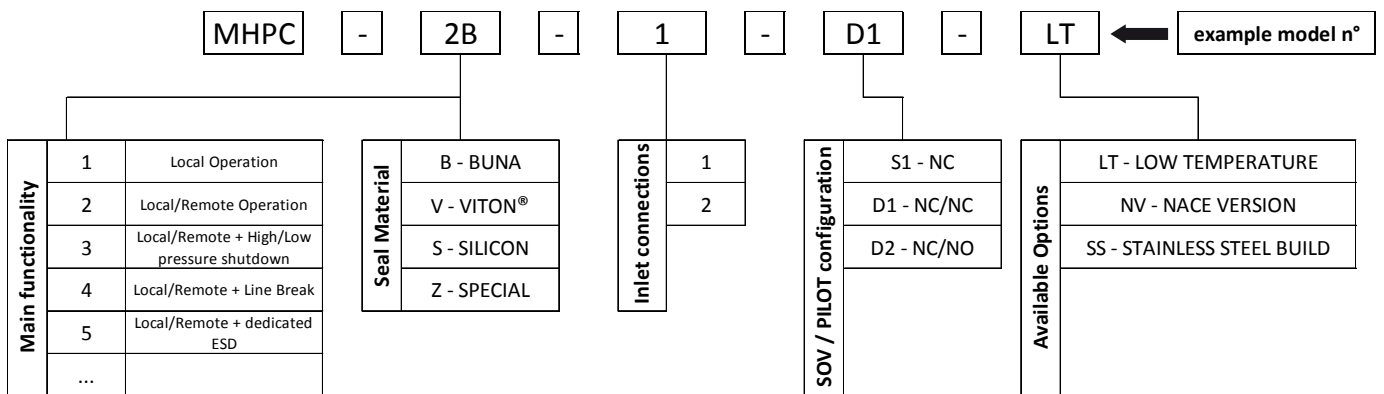 MHPC - 2B - 1 - D1 - LT example model n°
Main functionality
1 Local Operation
2 Local/Remote Operation
3 Local/Remote + High/Low
pressure shutdown
4 Local/Remote + Line Break
5 Local/Remote + dedicated
ESD
...
Seal Material
B - BUNA
V - VITON®
S - SILICON
Z - SPECIAL
Inlet connections
1
2
SOV / PILOT configuration
S1 - NC
D1 - NC/NC
D2 - NC/NO
Available Options
LT - LOW TEMPERATURE
NV - NACE VERSION
SS - STAINLESS STEEL BUILD